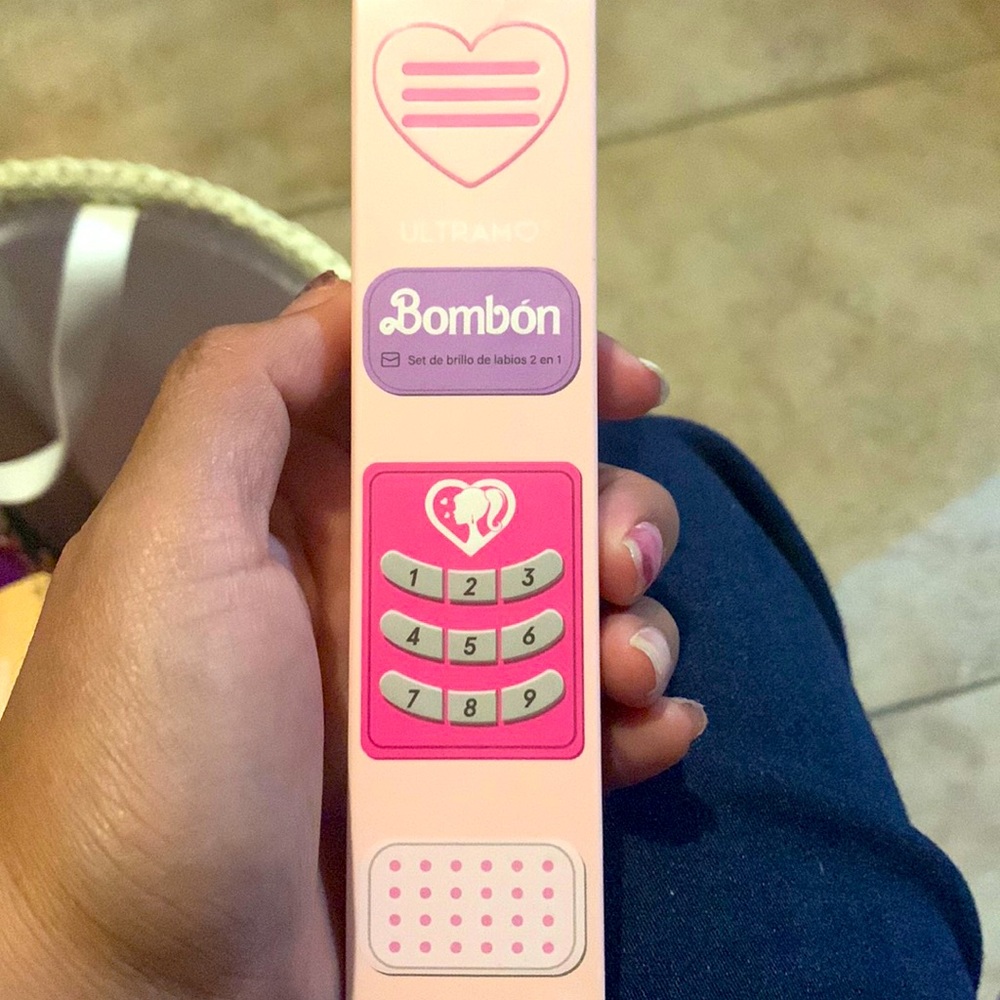 ULTRAMO
Bombón
Set de brillo de labios 2 en 1
1 2 3
4 5 6
7 8 9